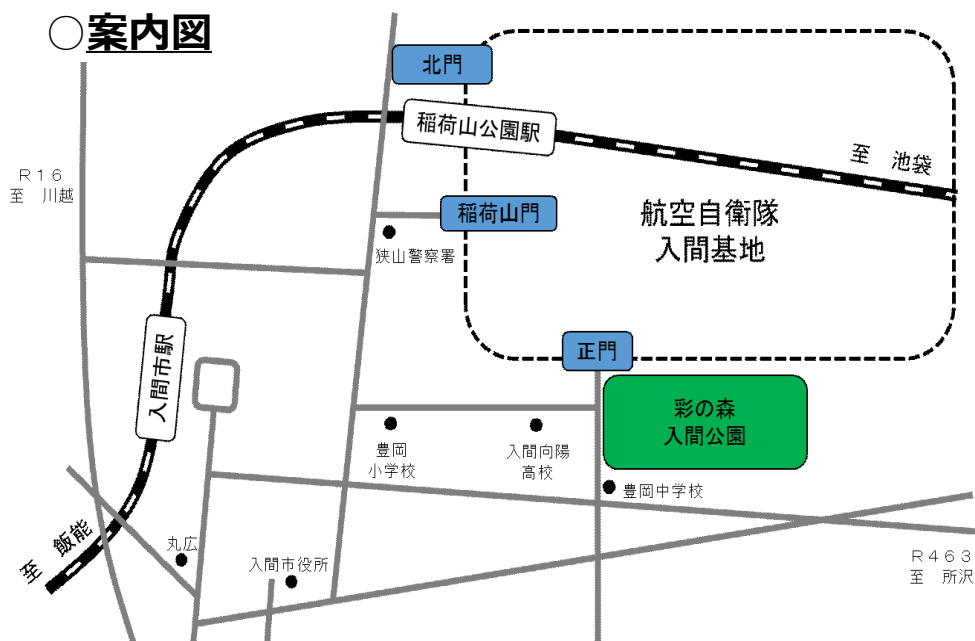 ○案内図
北門
稲荷山公園駅
至　池袋
R16
至　川越
稲荷山門
航空自衛隊
入間基地
狭山警察署
入間市駅
正門
彩の森
入間公園
豊岡
小学校
入間向陽
高校
豊岡中学校
至　飯能
丸広
入間市役所
R463
至　所沢